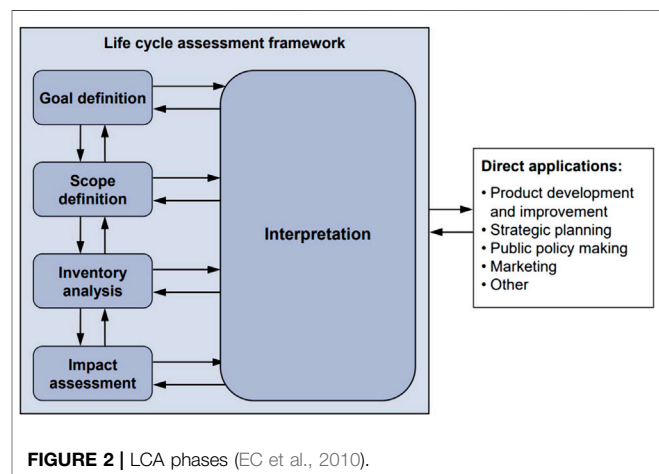 Life cycle assessment framework
Goal definition
Scope
definition
Inventory
analysis
Impact
assessment
Interpretation
Direct applications:
• Product development
and improvement
• Strategic planning
• Public policy making
• Marketing
• Other
FIGURE 2 | LCA phases (EC et al., 2010).